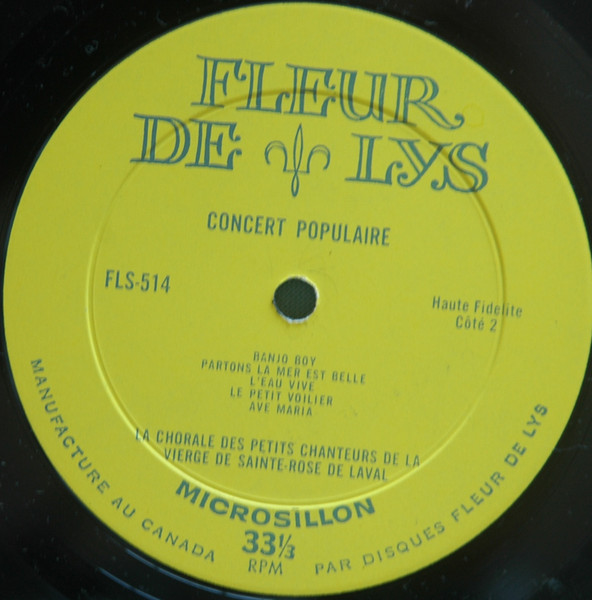 FLEUR
DE LYS
CONCERT POPULAIRE
FLS-514
Haute Fidelite
Côté 2
BANJO BOY
PARTONS LA MER EST BELLE
L'EAU VIVE
LE PETIT VOILIER
AVE MARIA
LA CHORALE DES PETITS CHANTEURS DE LA
VIERGE DE SAINTE-ROSE DE LAVAL
MICROSILLON
33⅓
RPM
MANUFACTURE AU CANADA PAR DISQUES FLEUR DE LYS